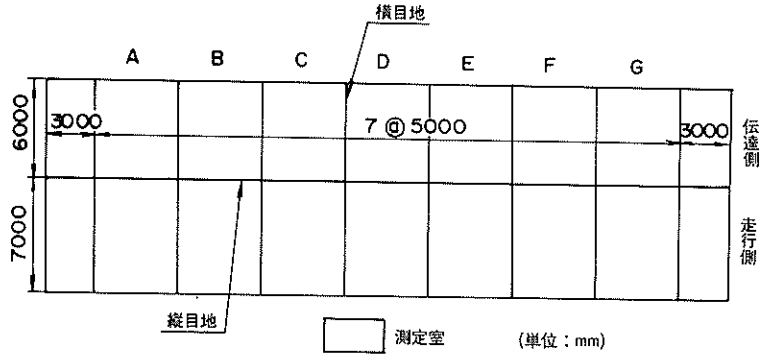 横目地
A B C D E F G
6000
3000
7 @ 5000
3000
伝達側
7000
走行側
縦目地
測定室
(単位：mm)